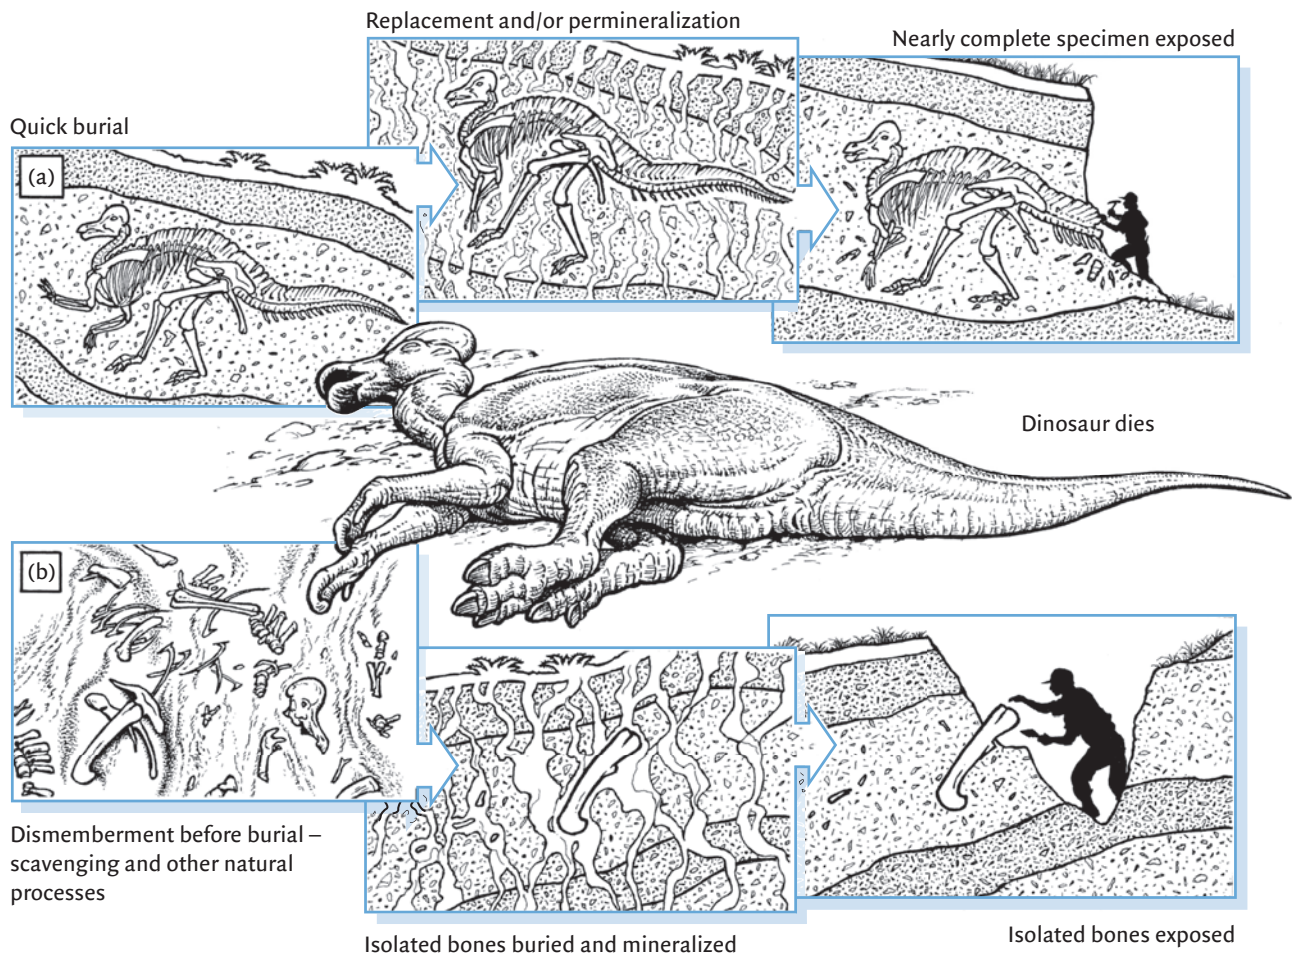 Replacement and/or permineralization
Nearly complete specimen exposed
Quick burial
(a)
Dinosaur dies
(b)
Dismemberment before burial –
scavenging and other natural
processes
Isolated bones buried and mineralized
Isolated bones exposed